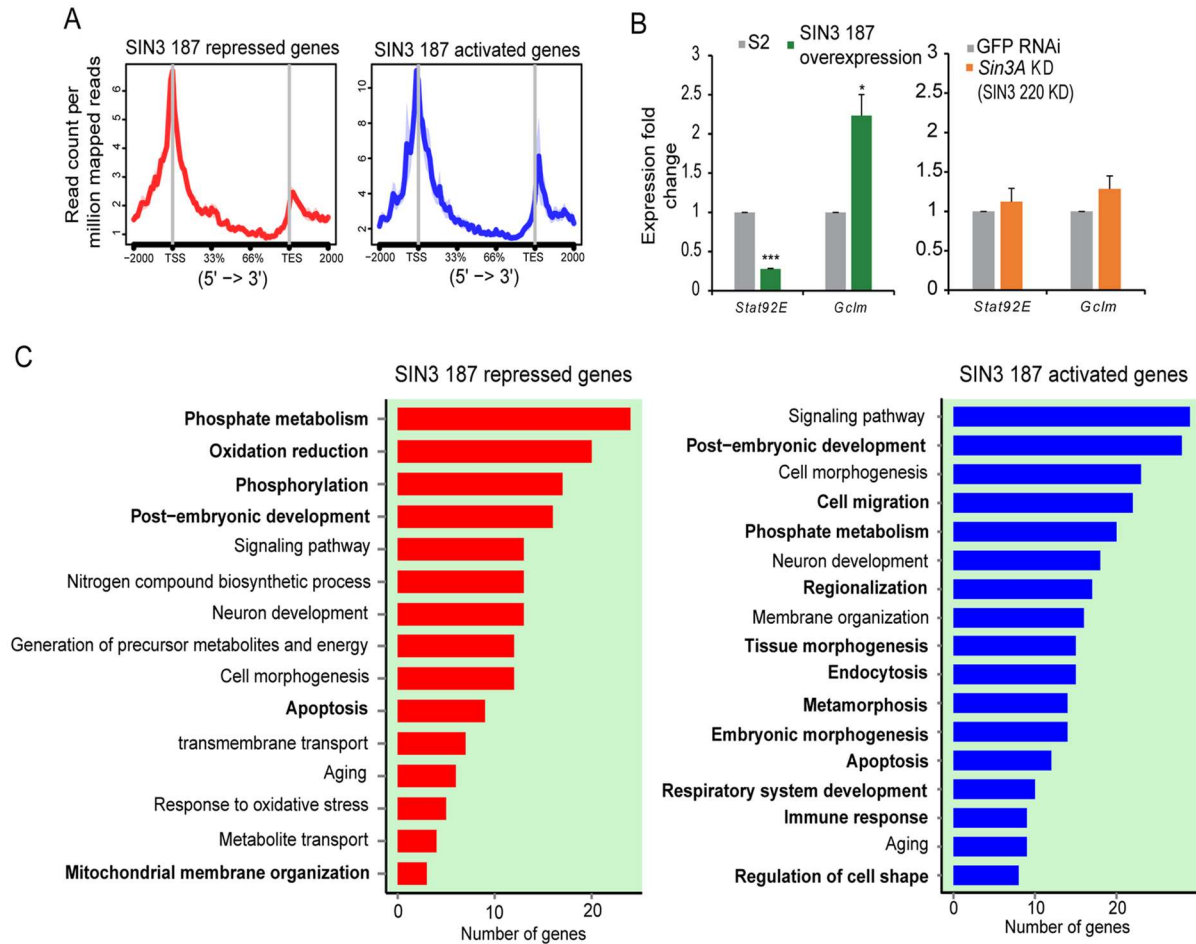 A
SIN3 187 repressed genes
SIN3 187 activated genes
Read count per
million mapped reads
1 2 3 4 5 6
−2000 TSS 33% 66% TES 2000
(5' −> 3')
2 4 6 8 10
−2000 TSS 33% 66% TES 2000
(5' −> 3')
B
S2 SIN3 187
overexpression
GFP RNAi
Sin3A KD
(SIN3 220 KD)
Expression fold
change
3
2.5
2
1.5
1
0.5
0
***
*
Stat92E Gclm
3
2.5
2
1.5
1
0.5
0
Stat92E Gclm
C
SIN3 187 repressed genes
Phosphate metabolism
Oxidation reduction
Phosphorylation
Post−embryonic development
Signaling pathway
Nitrogen compound biosynthetic process
Neuron development
Generation of precursor metabolites and energy
Cell morphogenesis
Apoptosis
transmembrane transport
Aging
Response to oxidative stress
Metabolite transport
Mitochondrial membrane organization
0 10 20
Number of genes
SIN3 187 activated genes
Signaling pathway
Post−embryonic development
Cell morphogenesis
Cell migration
Phosphate metabolism
Neuron development
Regionalization
Membrane organization
Tissue morphogenesis
Endocytosis
Metamorphosis
Embryonic morphogenesis
Apoptosis
Respiratory system development
Immune response
Aging
Regulation of cell shape
0 10 20
Number of genes